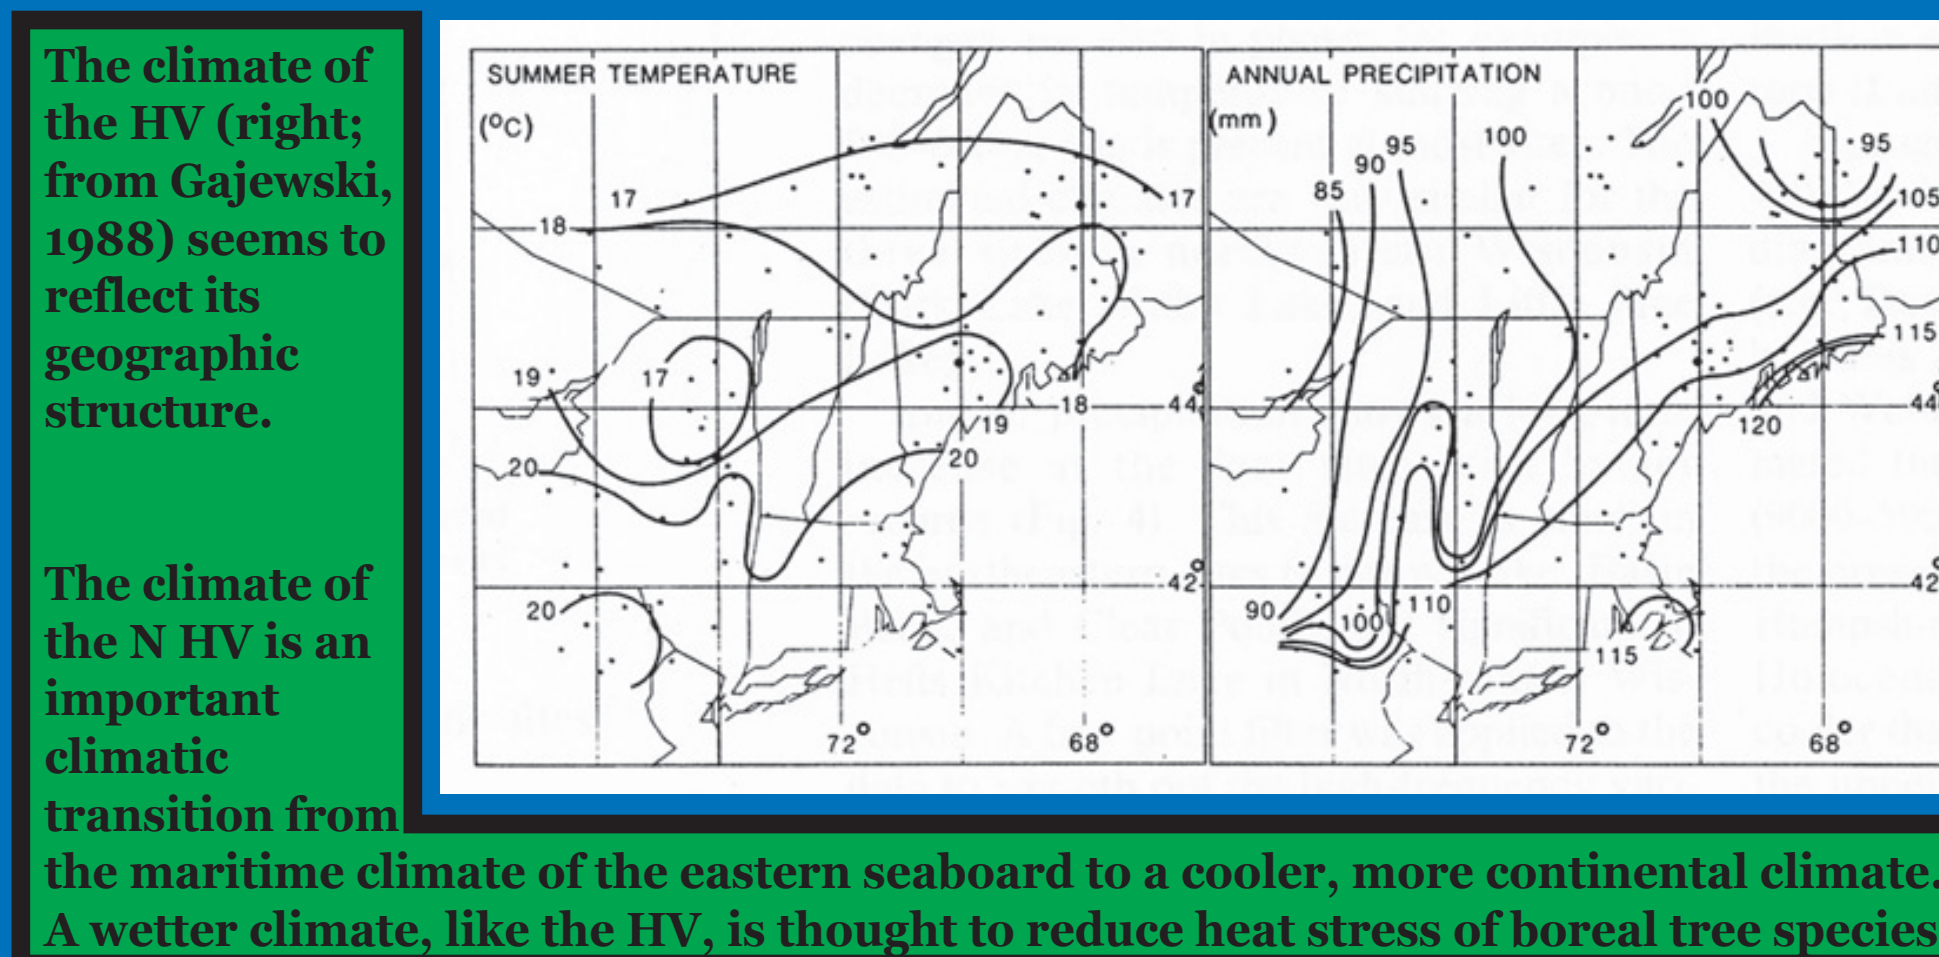 The climate of
the HV (right;
from Gajewski,
1988) seems to
reflect its
geographic
structure.
The climate of
the N HV is an
important
climatic
transition from
the maritime climate of the eastern seaboard to a cooler, more continental climate.
A wetter climate, like the HV, is thought to reduce heat stress of boreal tree species
SUMMER TEMPERATURE
(°C)
17
17
18
19
17
18
44°
19
20
20
42°
20
72°
68°
ANNUAL PRECIPITATION
(mm)
100
100
95
95
90
85
105
110
115
44°
120
42°
90
100
110
115
72°
68°